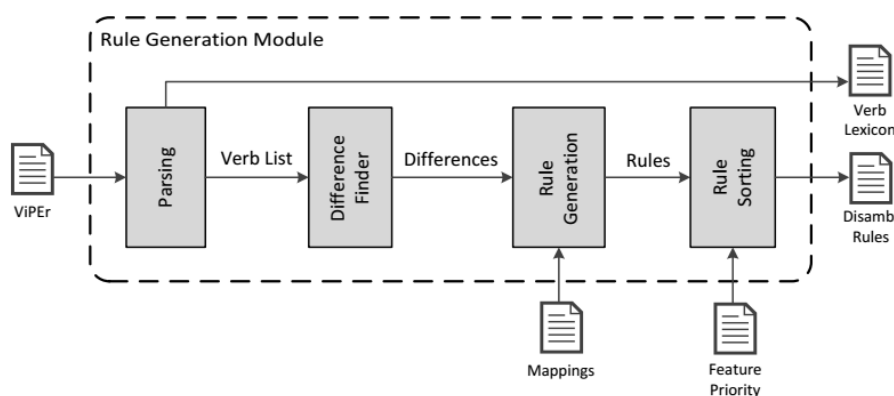 Rule Generation Module
Verb
Lexicon
ViPEr
Parsing
Verb List
Difference
Finder
Differences
Rule
Generation
Rules
Rule
Sorting
Disamb
Rules
Mappings
Feature
Priority